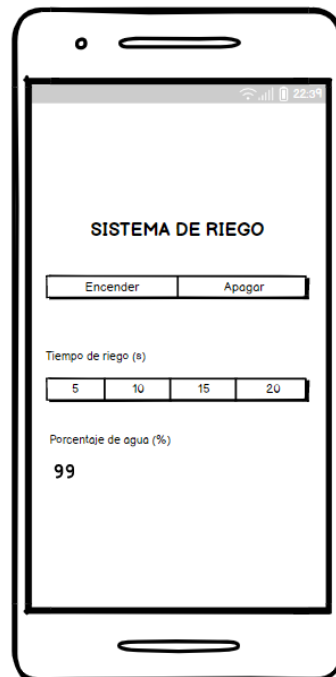 22:39
SISTEMA DE RIEGO
Encender Apagar
Tiempo de riego (s)
5 10 15 20
Porcentaje de agua (%)
99